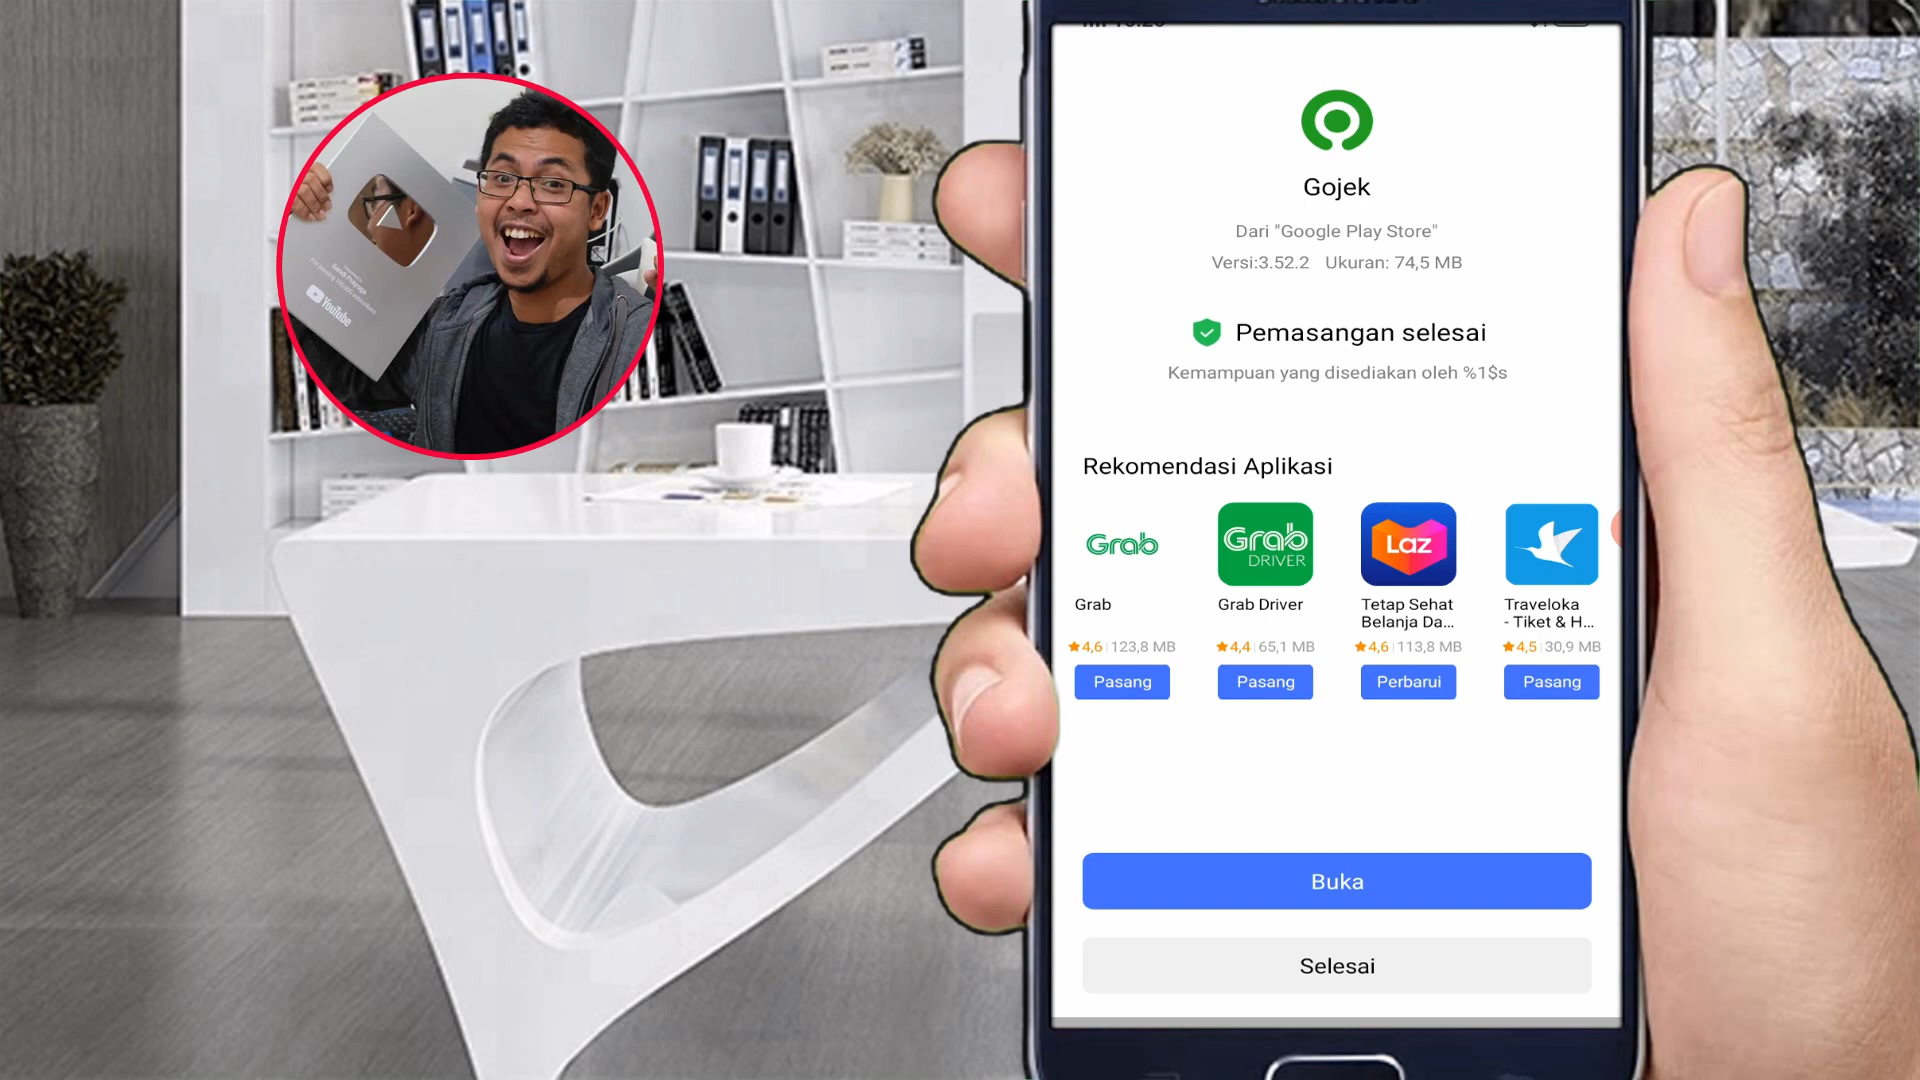 YouTube
Gojek
Dari "Google Play Store"
Versi:3.52.2 Ukuran: 74,5 MB
Pemasangan selesai
Kemampuan yang disediakan oleh %1$s
Rekomendasi Aplikasi
Grab
Grab
DRIVER
Laz
Grab
Grab Driver
Tetap Sehat
Belanja Da...
Traveloka
- Tiket & H...
4,6 123,8 MB
4,4 65,1 MB
4,6 113,8 MB
4,5 30,9 MB
Pasang
Pasang
Perbarui
Pasang
Buka
Selesai